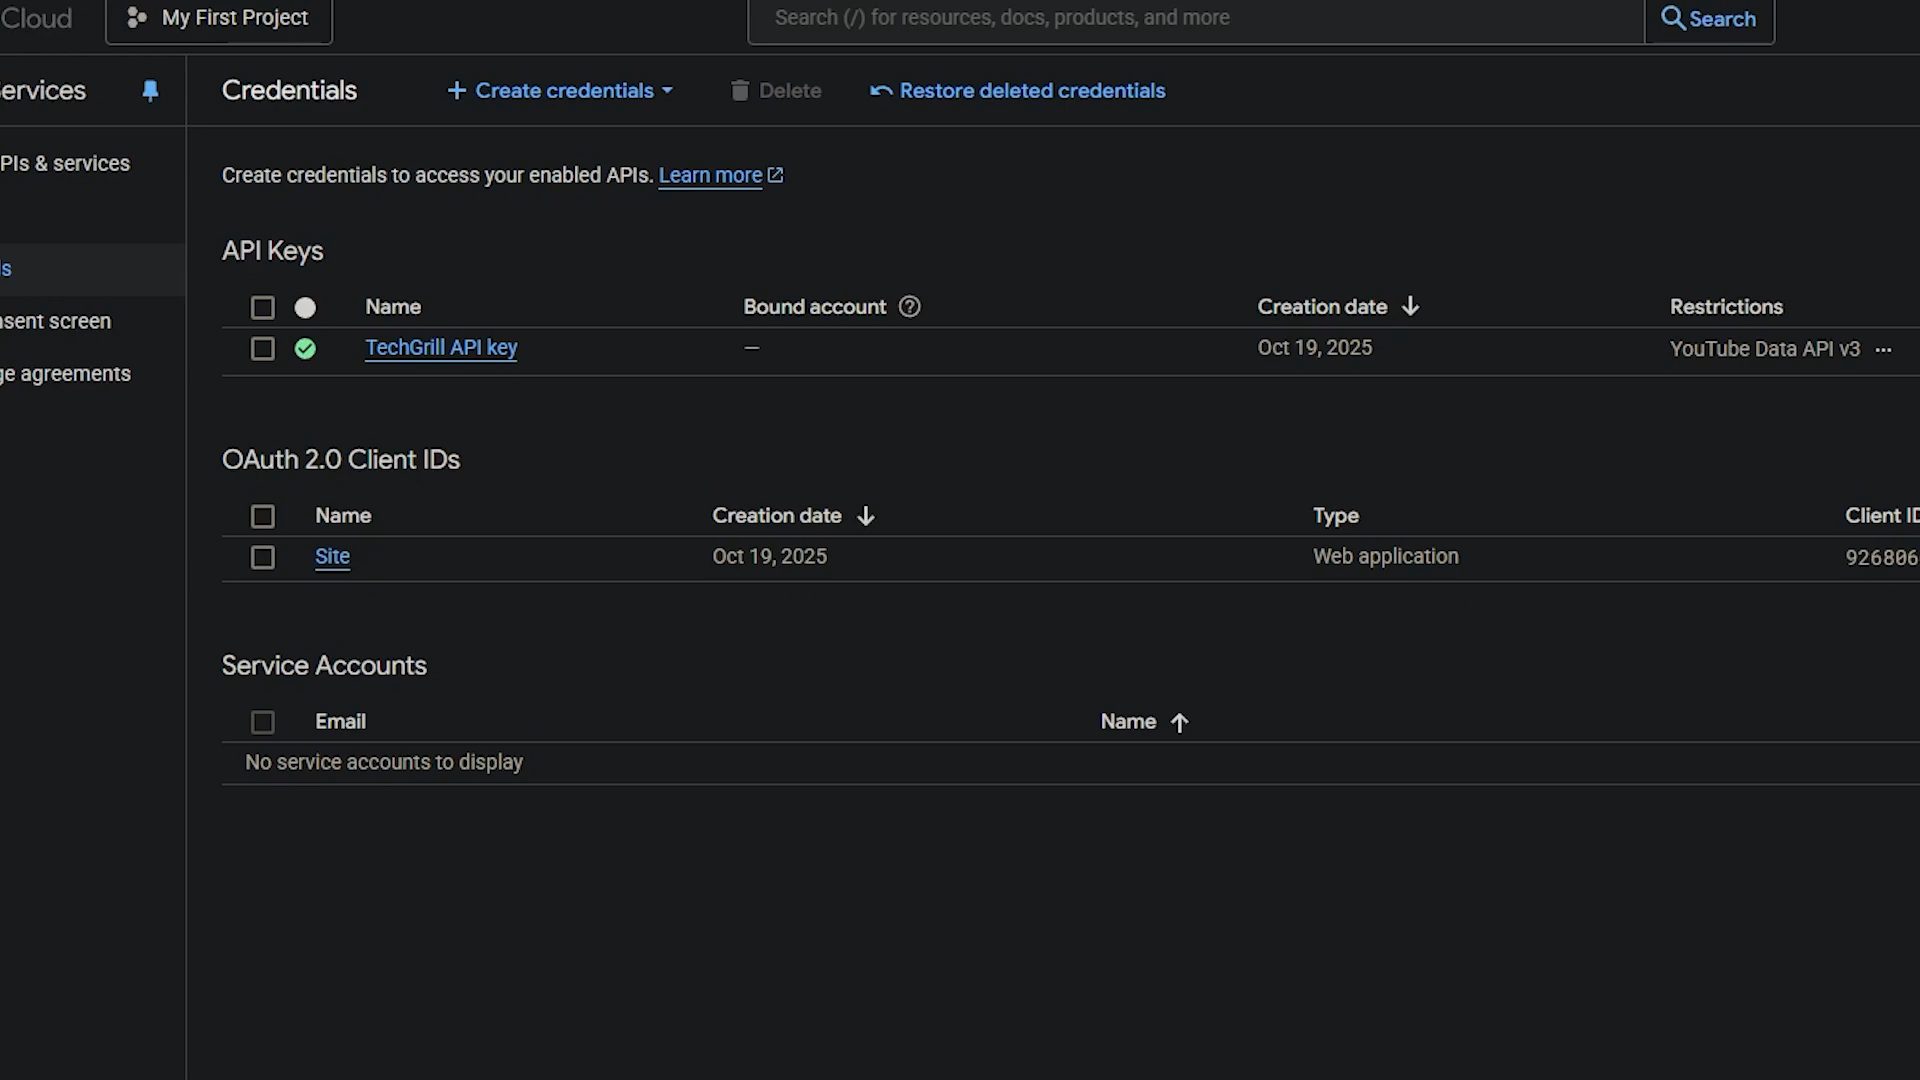 Cloud My First Project Search (/) for resources, docs, products, and more Search
ervices Credentials Create credentials Delete Restore deleted credentials
PIs & services
Create credentials to access your enabled APIs. Learn more
API Keys
s
Name Bound account Creation date Restrictions
nsent screen
TechGrill API key — Oct 19, 2025 YouTube Data API v3 ...
ge agreements
OAuth 2.0 Client IDs
Name Creation date Type Client ID
Site Oct 19, 2025 Web application 926806
Service Accounts
Email Name
No service accounts to display